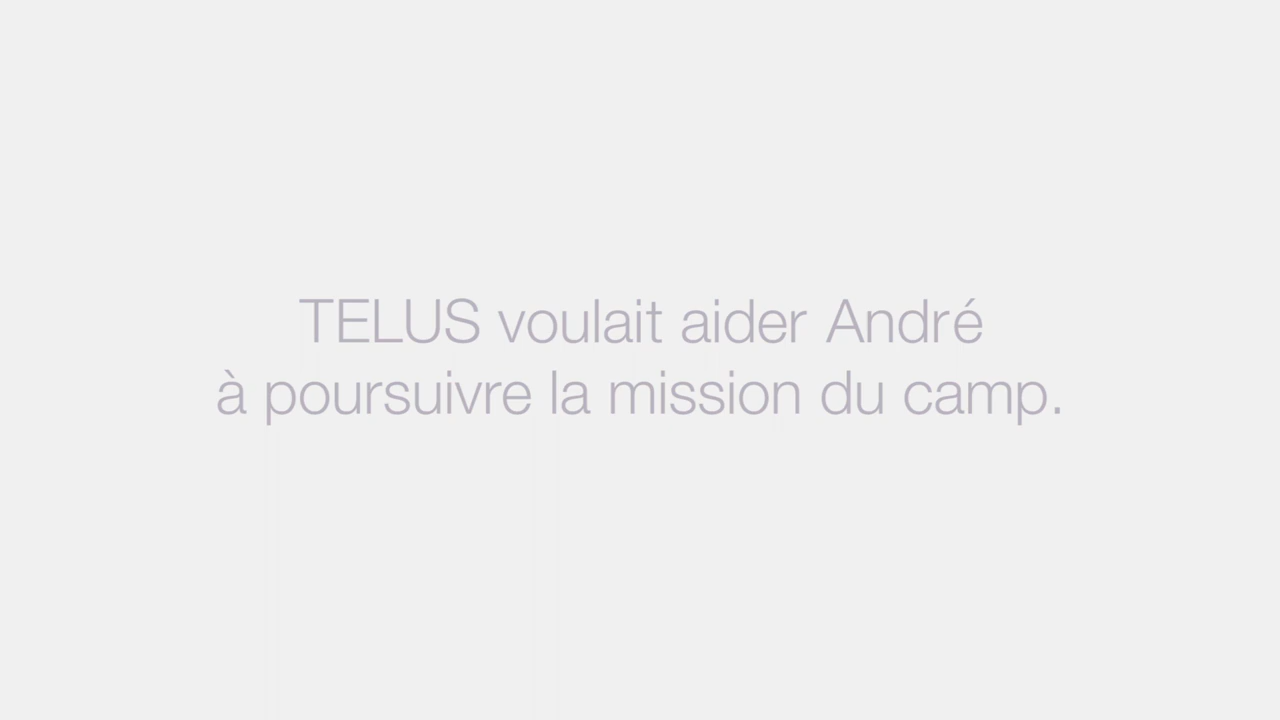 TELUS voulait aider André
à poursuivre la mission du camp.